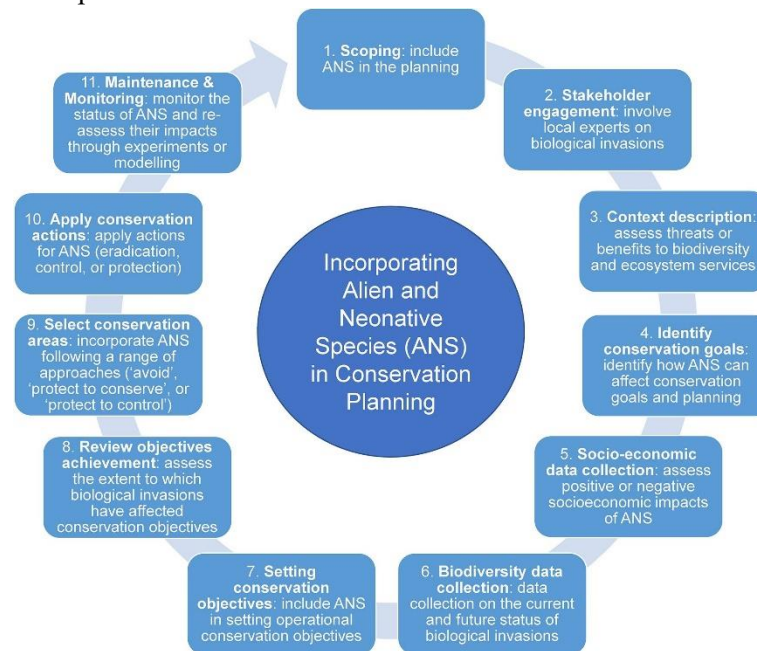 1. Scoping: include
ANS in the planning
2. Stakeholder
engagement: involve
local experts on
biological invasions
3. Context description:
assess threats or
benefits to biodiversity
and ecosystem services
4. Identify
conservation goals:
identify how ANS can
affect conservation
goals and planning
5. Socio-economic
data collection: assess
positive or negative
socioeconomic impacts
of ANS
6. Biodiversity data
collection: data
collection on the current
and future status of
biological invasions
7. Setting
conservation
objectives: include ANS
in setting operational
conservation objectives
8. Review objectives
achievement: assess
the extent to which
biological invasions
have affected
conservation objectives
9. Select conservation
areas: incorporate ANS
following a range of
approaches (‘avoid’,
‘protect to conserve’, or
‘protect to control’)
10. Apply conservation
actions: apply actions
for ANS (eradication,
control, or protection)
11. Maintenance &
Monitoring: monitor the
status of ANS and re-
assess their impacts
through experiments or
modelling
Incorporating
Alien and
Neonative
Species (ANS)
in Conservation
Planning